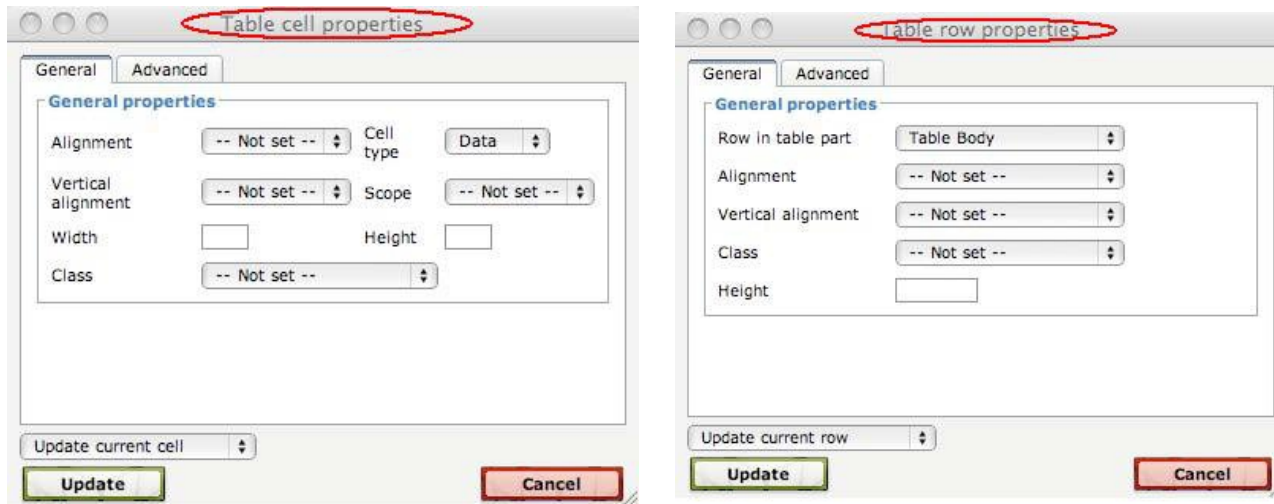 Table cell properties
General Advanced
General properties
Alignment -- Not set -- Cell type Data
Vertical alignment -- Not set -- Scope -- Not set --
Width Height
Class -- Not set --
Update current cell
Update Cancel
Table row properties
General Advanced
General properties
Row in table part Table Body
Alignment -- Not set --
Vertical alignment -- Not set --
Class -- Not set --
Height
Update current row
Update Cancel